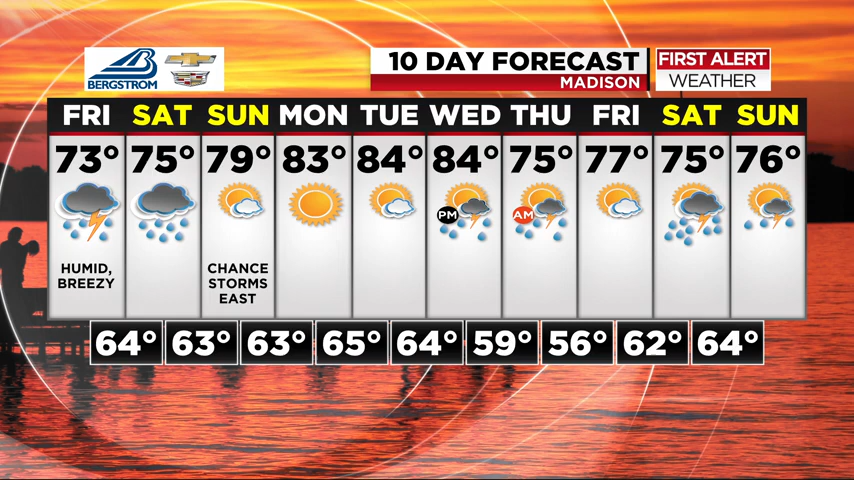 BERGSTROM
10 DAY FORECAST
MADISON
FIRST ALERT
WEATHER
FRI SAT SUN MON TUE WED THU FRI SAT SUN
73° 75° 79° 83° 84° 84° 75° 77° 75° 76°
PM AM
HUMID,
BREEZY
CHANCE
STORMS
EAST
64° 63° 63° 65° 64° 59° 56° 62° 64°